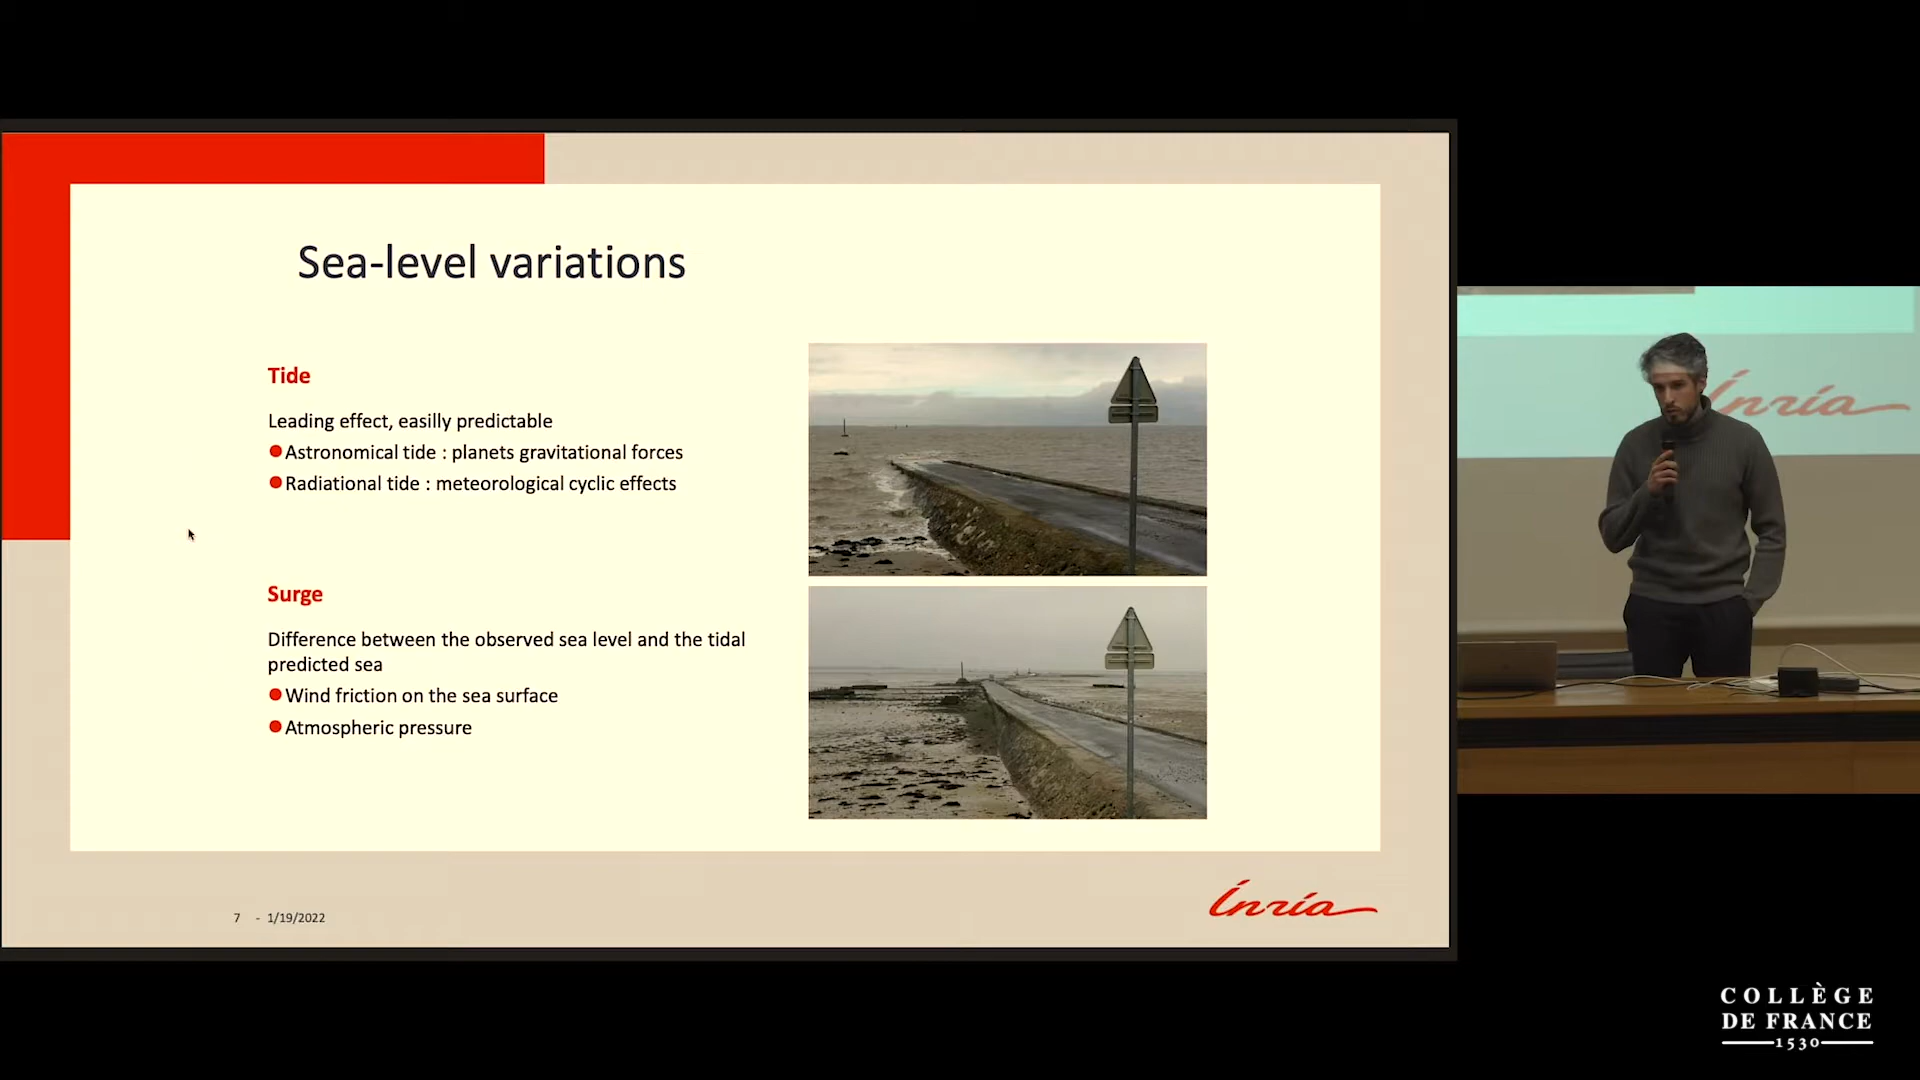 Sea-level variations
Tide
Leading effect, easilly predictable
Astronomical tide : planets gravitational forces
Radiational tide : meteorological cyclic effects
Surge
Difference between the observed sea level and the tidal
predicted sea
Wind friction on the sea surface
Atmospheric pressure
7 - 1/19/2022
Inria
Inria
COLLÈGE
DE FRANCE
1530